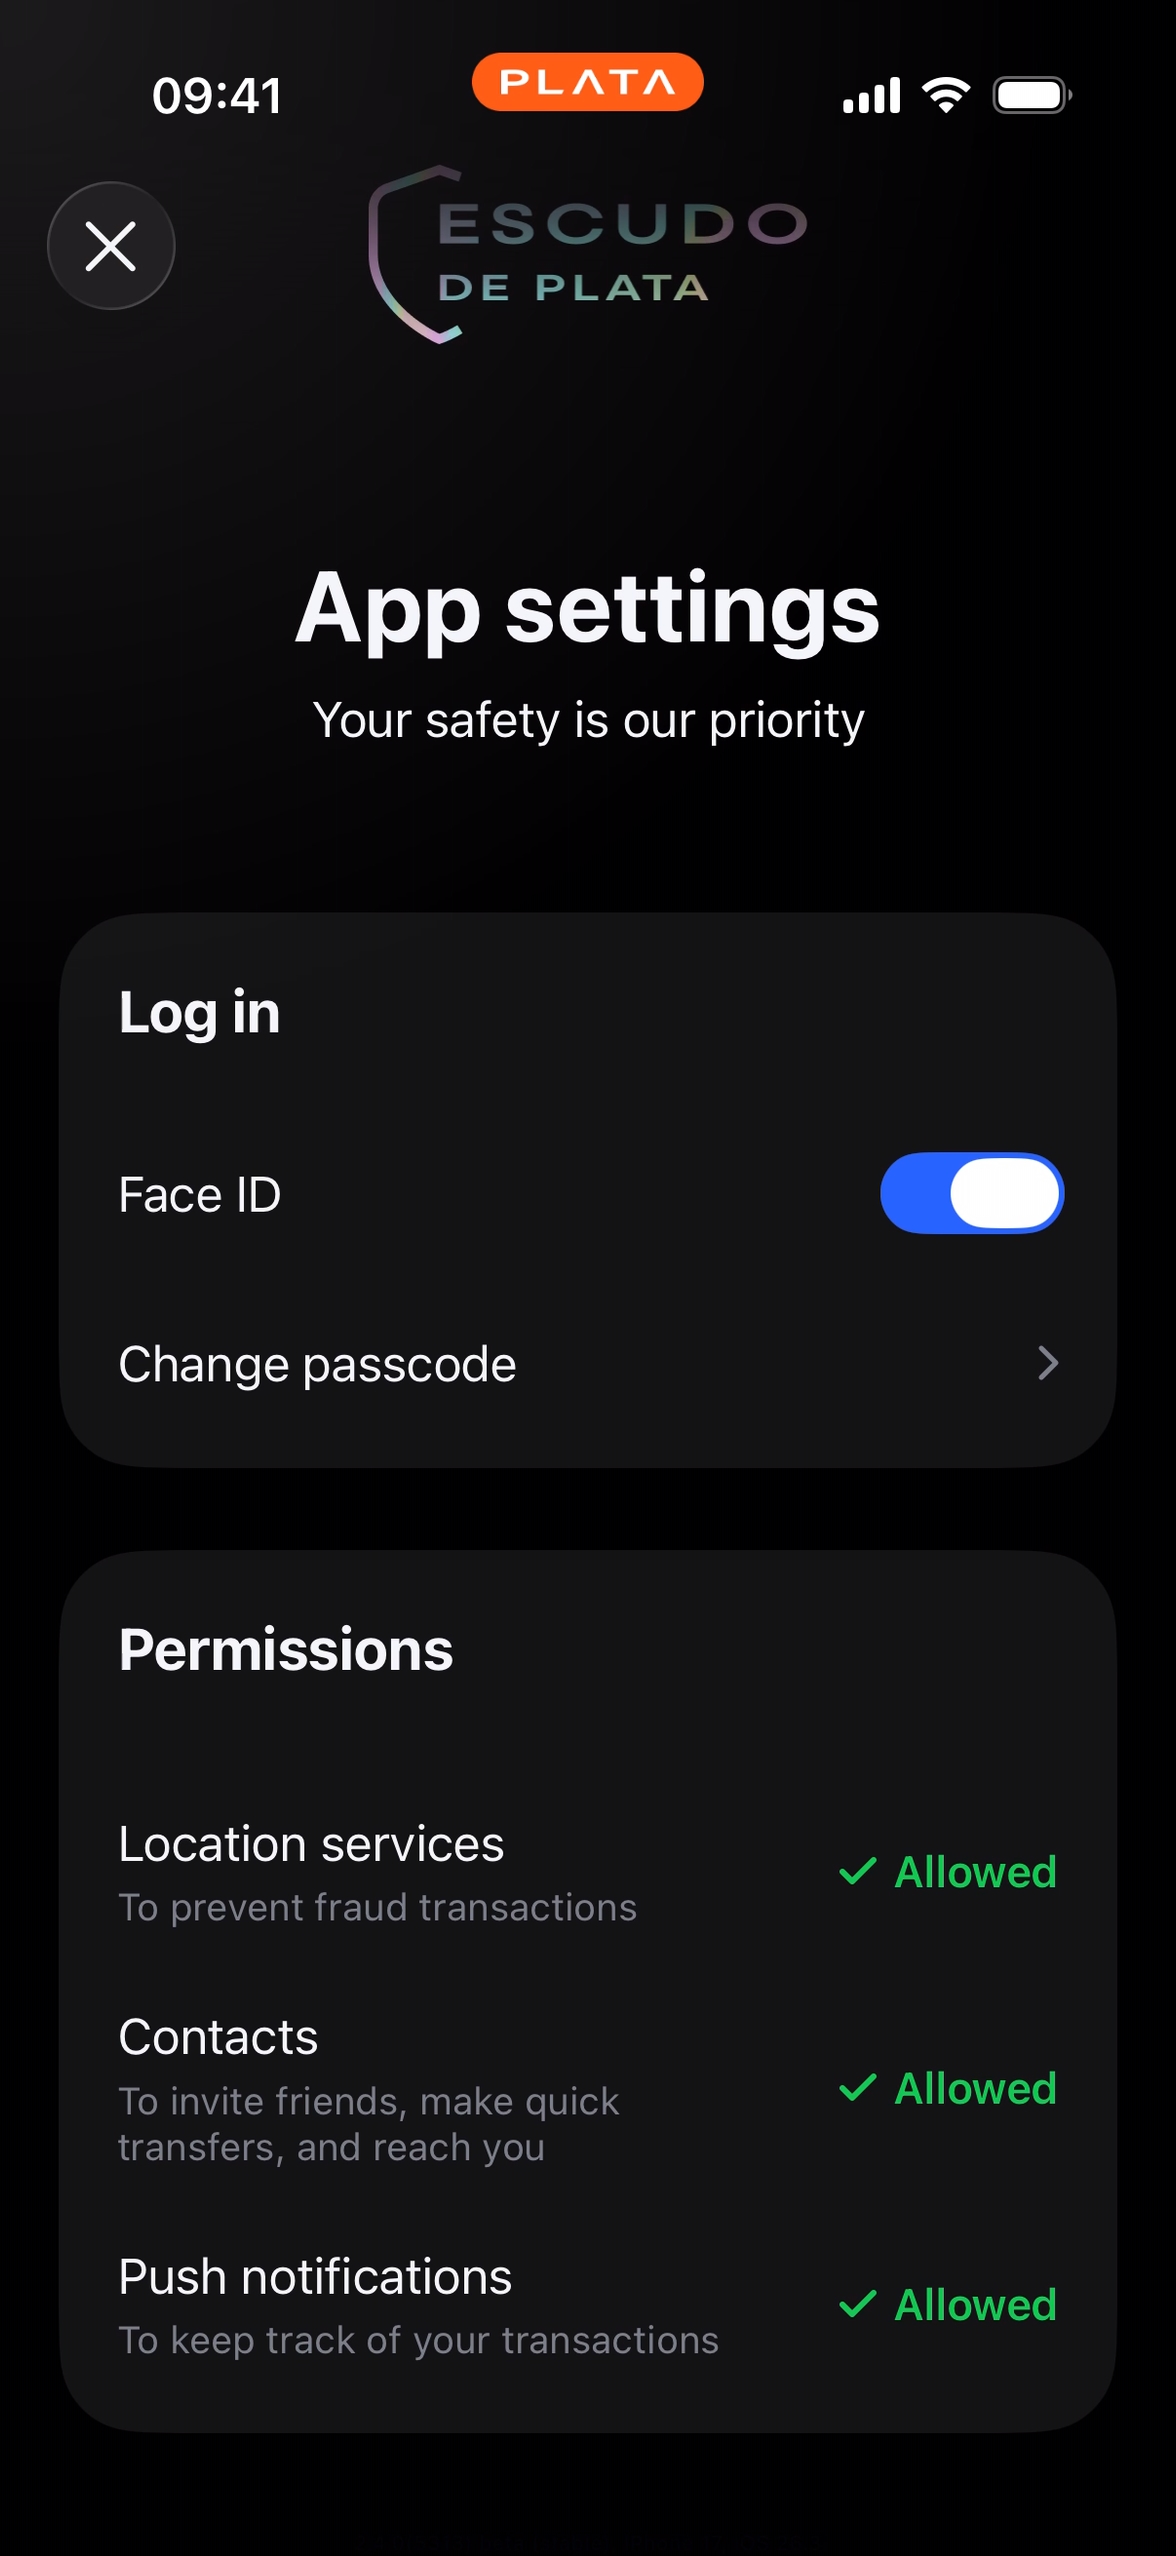 09:41
PLATA
ESCUDO
DE PLATA
App settings
Your safety is our priority
Log in
Face ID
Change passcode
Permissions
Location services
To prevent fraud transactions
Allowed
Contacts
To invite friends, make quick
transfers, and reach you
Allowed
Push notifications
To keep track of your transactions
Allowed